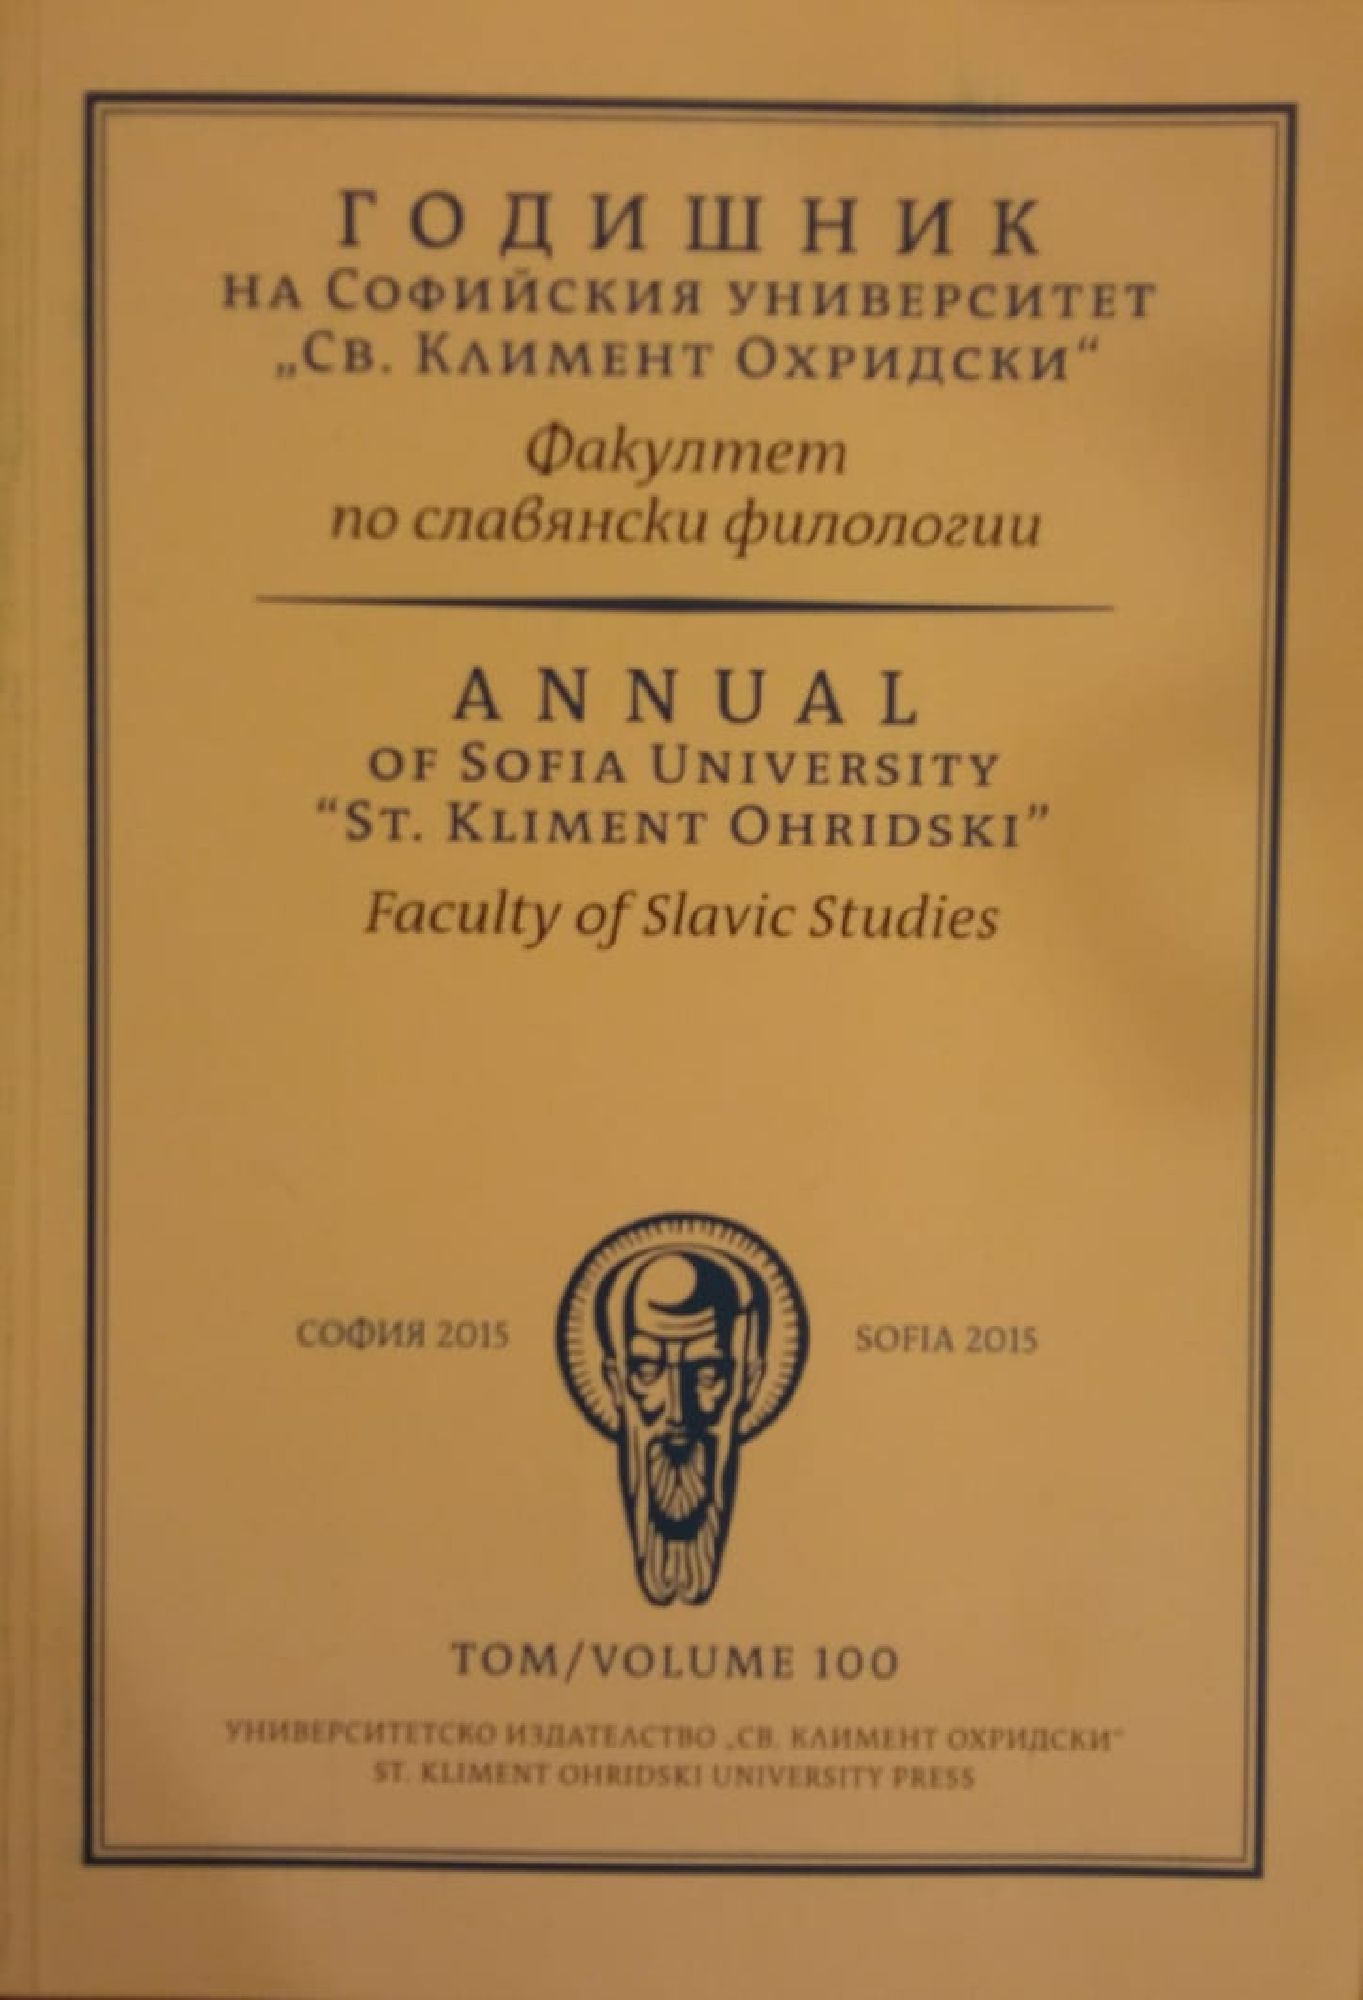 ГОДИШНИК
НА СОФИЙСКИЯ УНИВЕРСИТЕТ
„СВ. КЛИМЕНТ ОХРИДСКИ“
Факултет
по славянски филологии
ANNUAL
OF SOFIA UNIVERSITY
“ST. KLIMENT OHRIDSKI”
Faculty of Slavic Studies
СОФИЯ 2015
SOFIA 2015
ТОМ/VOLUME 100
УНИВЕРСИТЕТСКО ИЗДАТЕЛСТВО „СВ. КЛИМЕНТ ОХРИДСКИ“
ST. KLIMENT OHRIDSKI UNIVERSITY PRESS